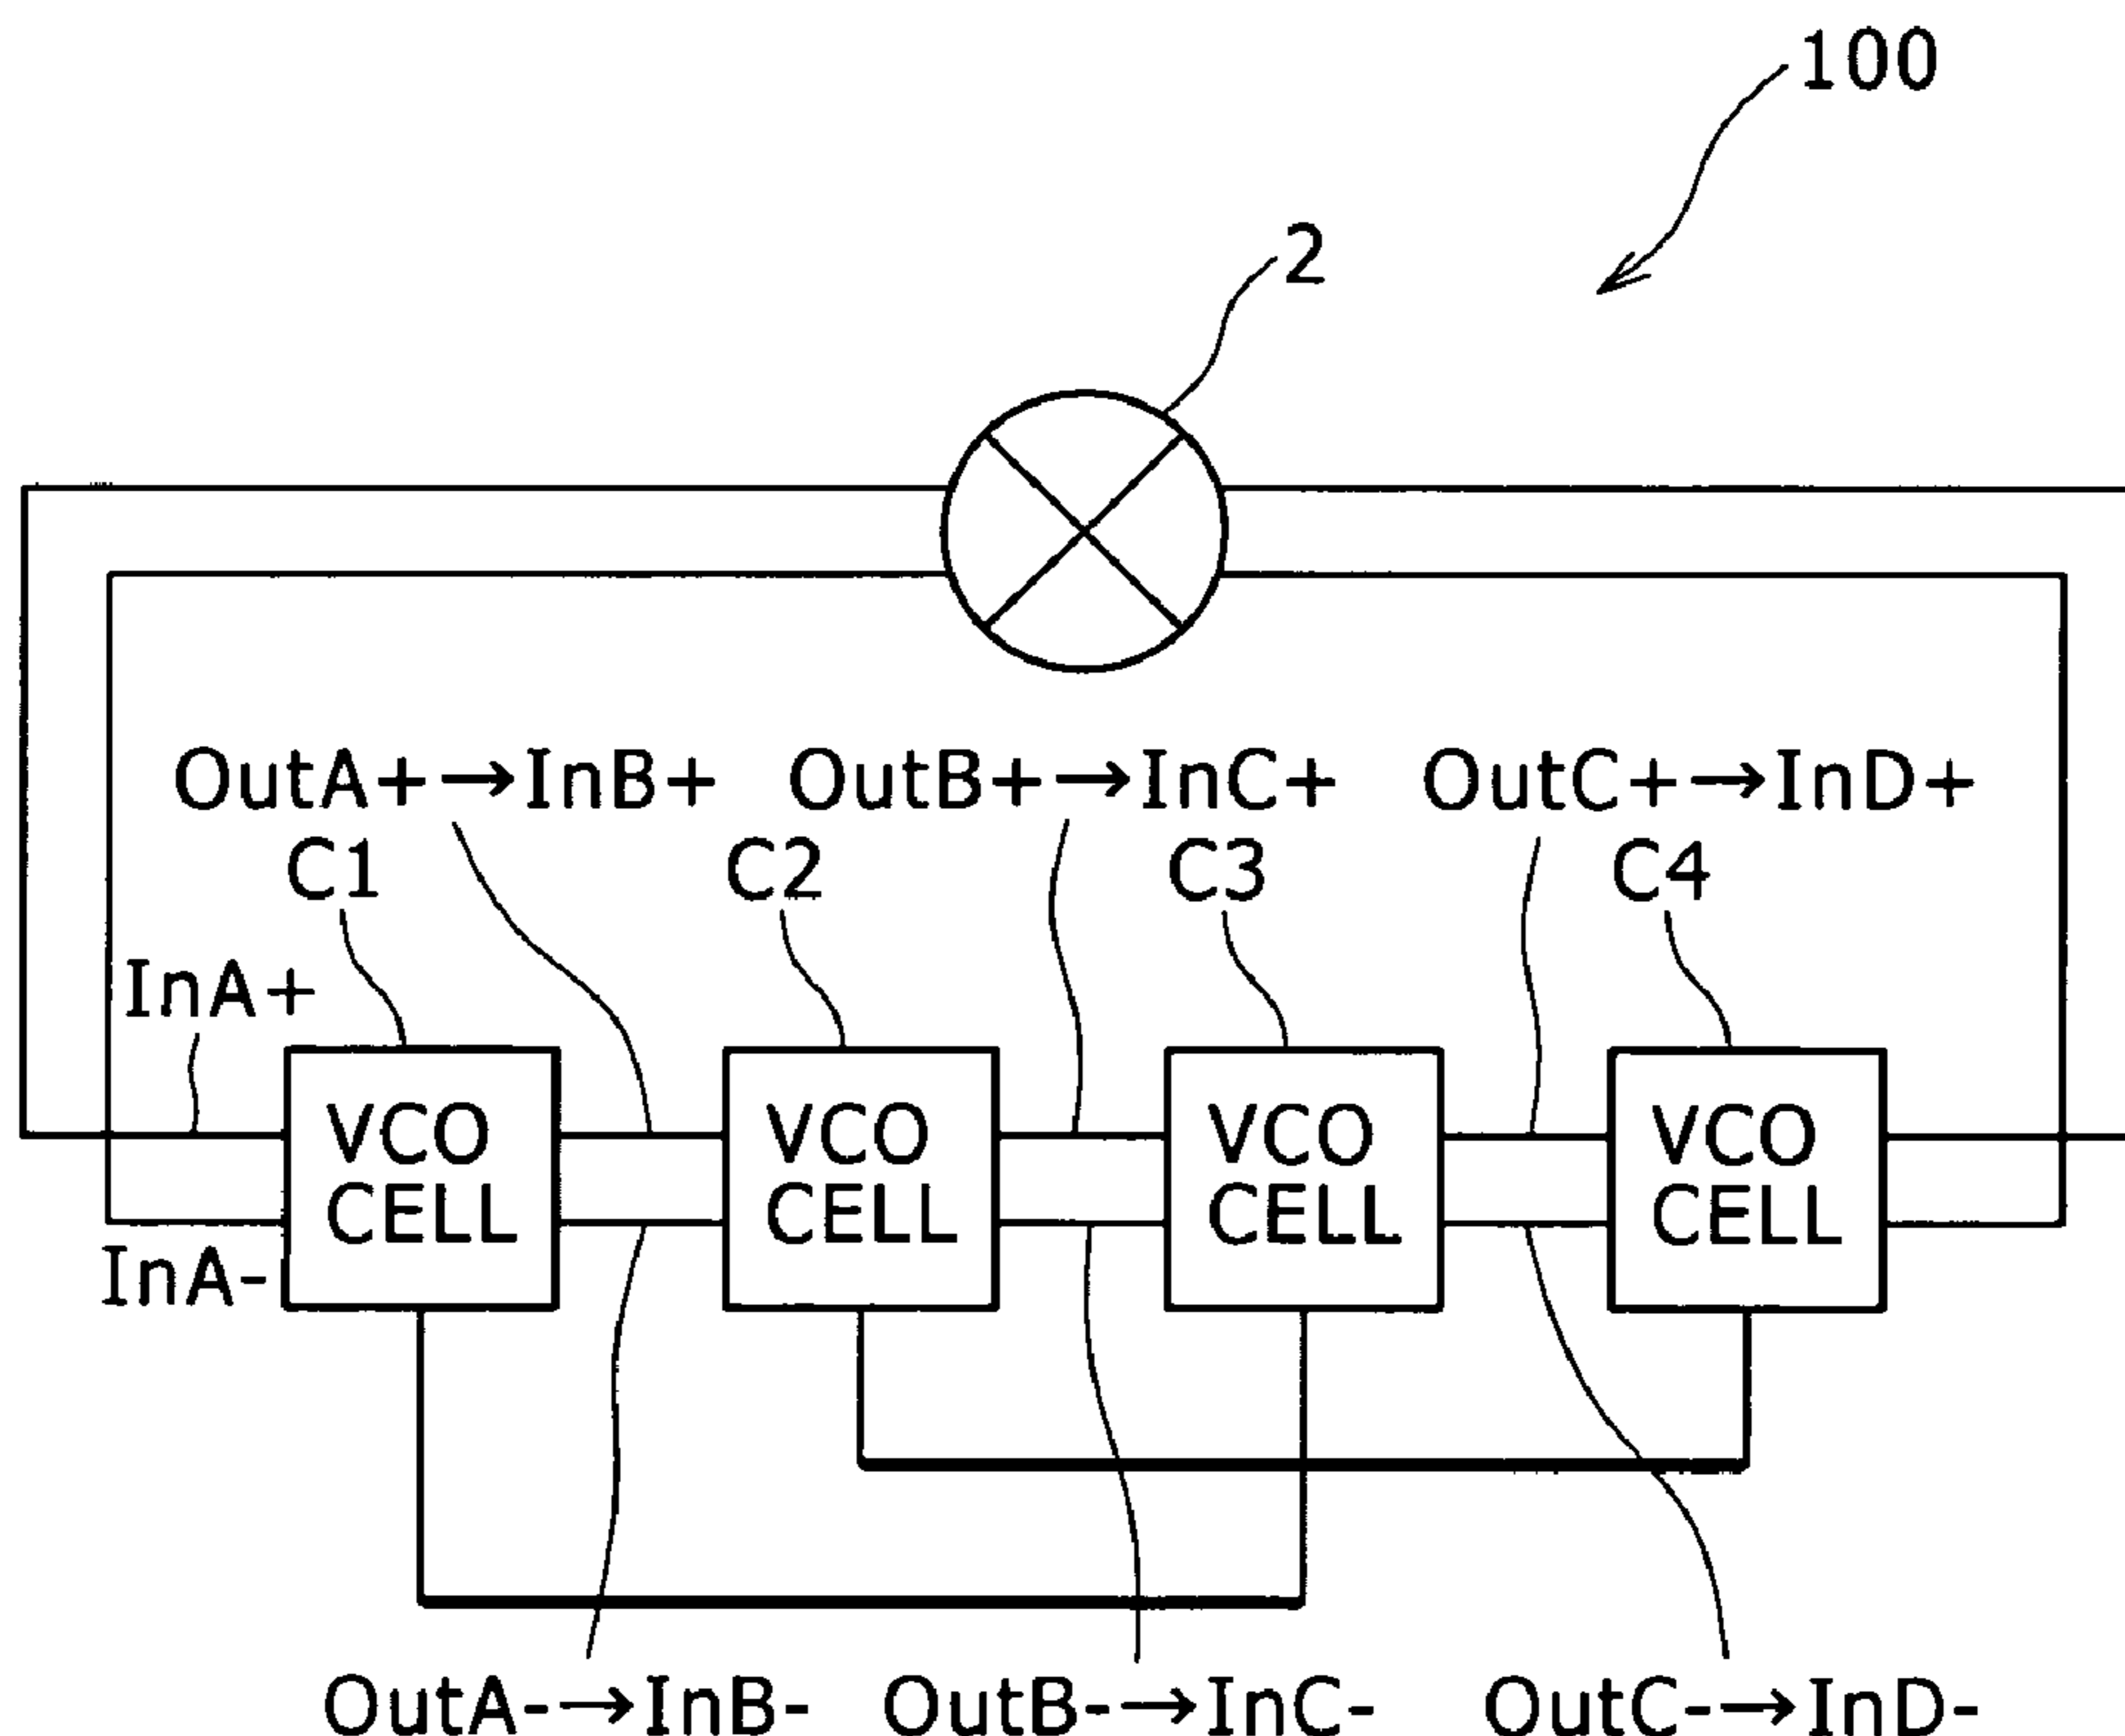 100
2
OutA+→InB+ OutB+→InC+ OutC+→InD+
C1 C2 C3 C4
InA+
VCO CELL
VCO CELL
VCO CELL
VCO CELL
InA-
OutA-→InB- OutB-→InC- OutC-→InD-